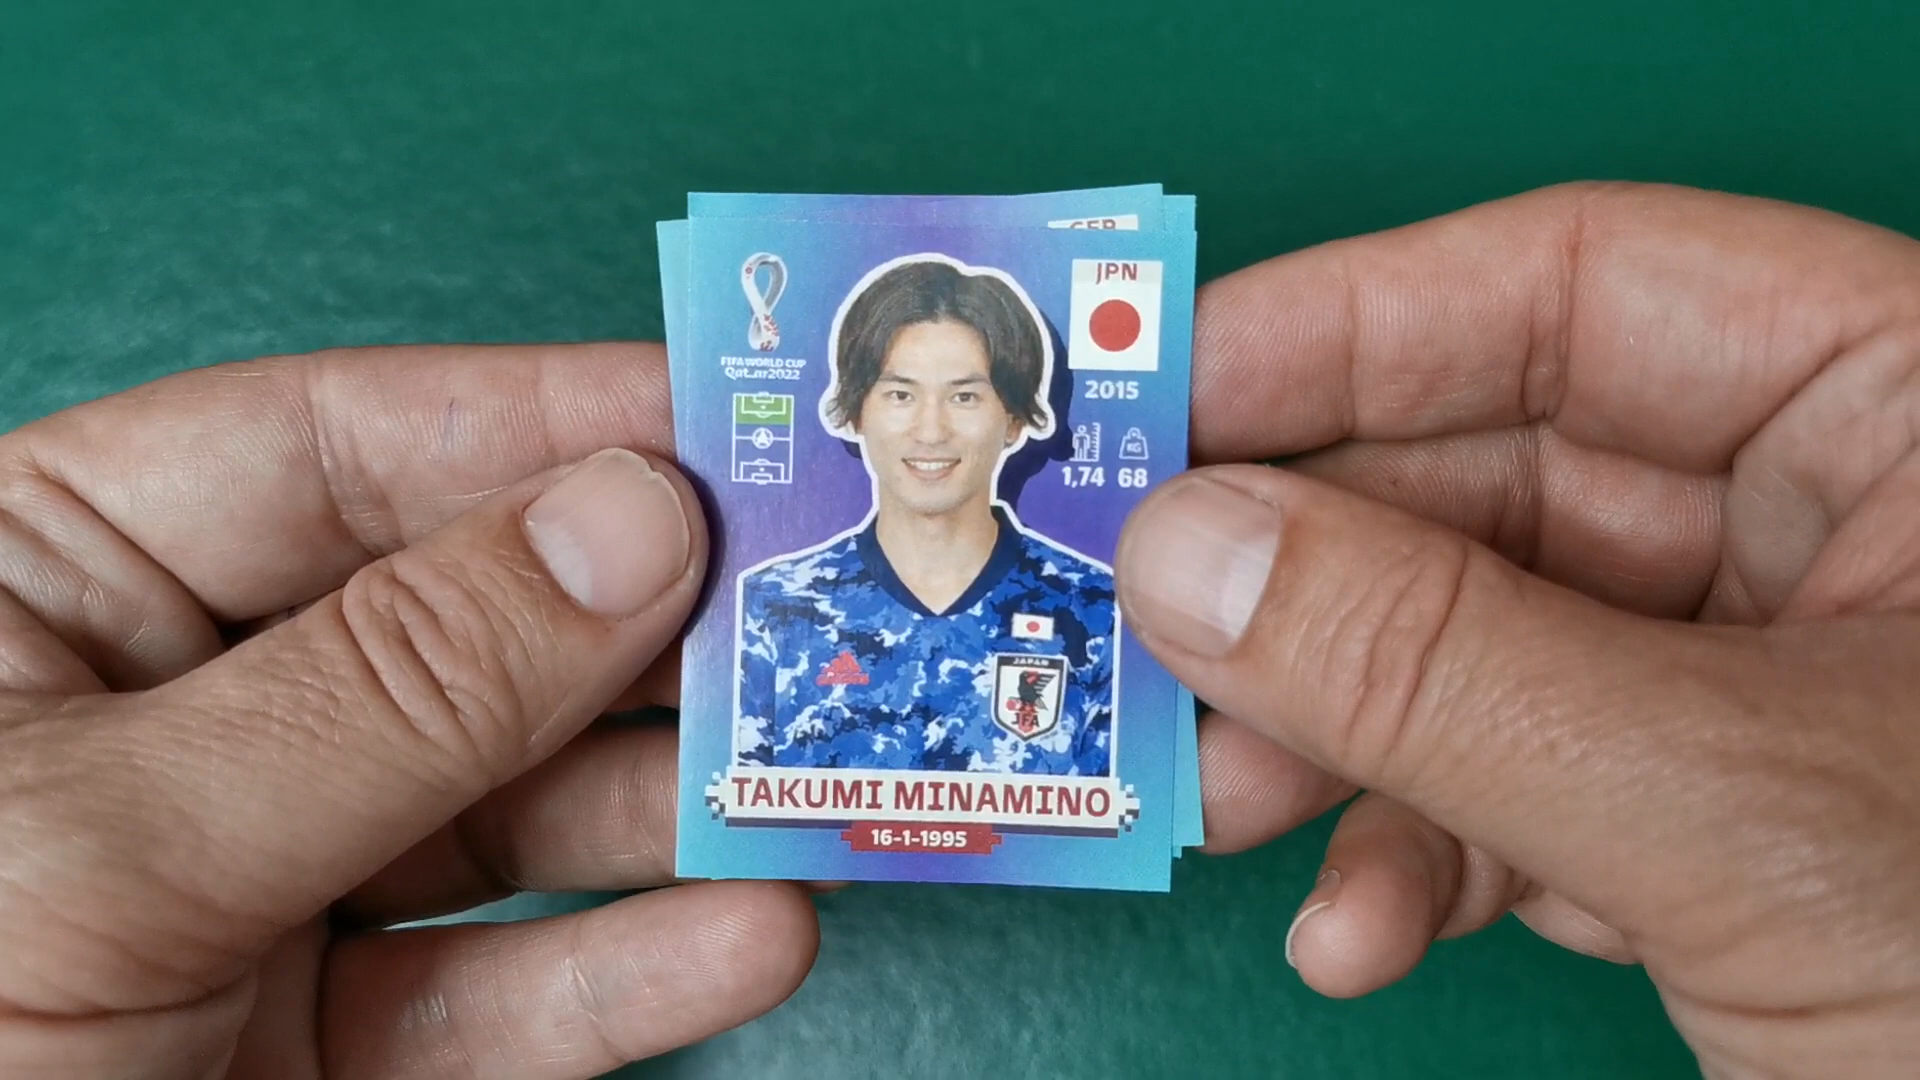 JPN
FIFA WORLD CUP
Qatar2022
2015
KG
1,74 68
JAPAN
JFA
TAKUMI MINAMINO
16-1-1995